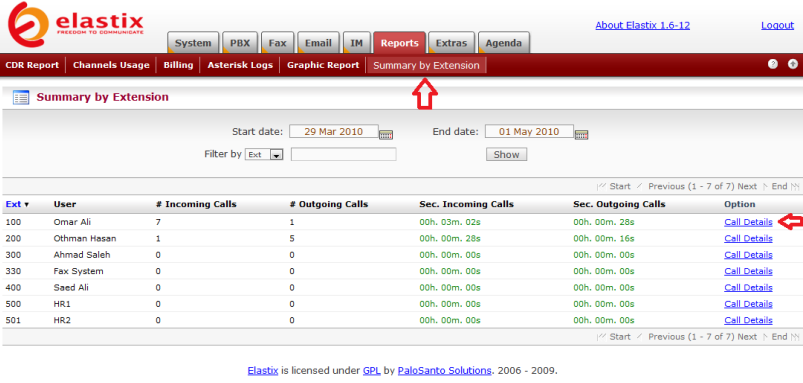 elastix
FREEDOM TO COMMUNICATE
About Elastix 1.6-12 Logout
System PBX Fax Email IM Reports Extras Agenda
CDR Report Channels Usage Billing Asterisk Logs Graphic Report Summary by Extension
Summary by Extension
Start date: 29 Mar 2010 End date: 01 May 2010
Filter by Ext Show
Start Previous (1 - 7 of 7) Next End
Ext User # Incoming Calls # Outgoing Calls Sec. Incoming Calls Sec. Outgoing Calls Option
100 Omar Ali 7 1 00h. 03m. 02s 00h. 00m. 28s Call Details
200 Othman Hasan 1 5 00h. 00m. 28s 00h. 00m. 16s Call Details
300 Ahmad Saleh 0 0 00h. 00m. 00s 00h. 00m. 00s Call Details
330 Fax System 0 0 00h. 00m. 00s 00h. 00m. 00s Call Details
400 Saed Ali 0 0 00h. 00m. 00s 00h. 00m. 00s Call Details
500 HR1 0 0 00h. 00m. 00s 00h. 00m. 00s Call Details
501 HR2 0 0 00h. 00m. 00s 00h. 00m. 00s Call Details
Start Previous (1 - 7 of 7) Next End
Elastix is licensed under GPL by PaloSanto Solutions. 2006 - 2009.